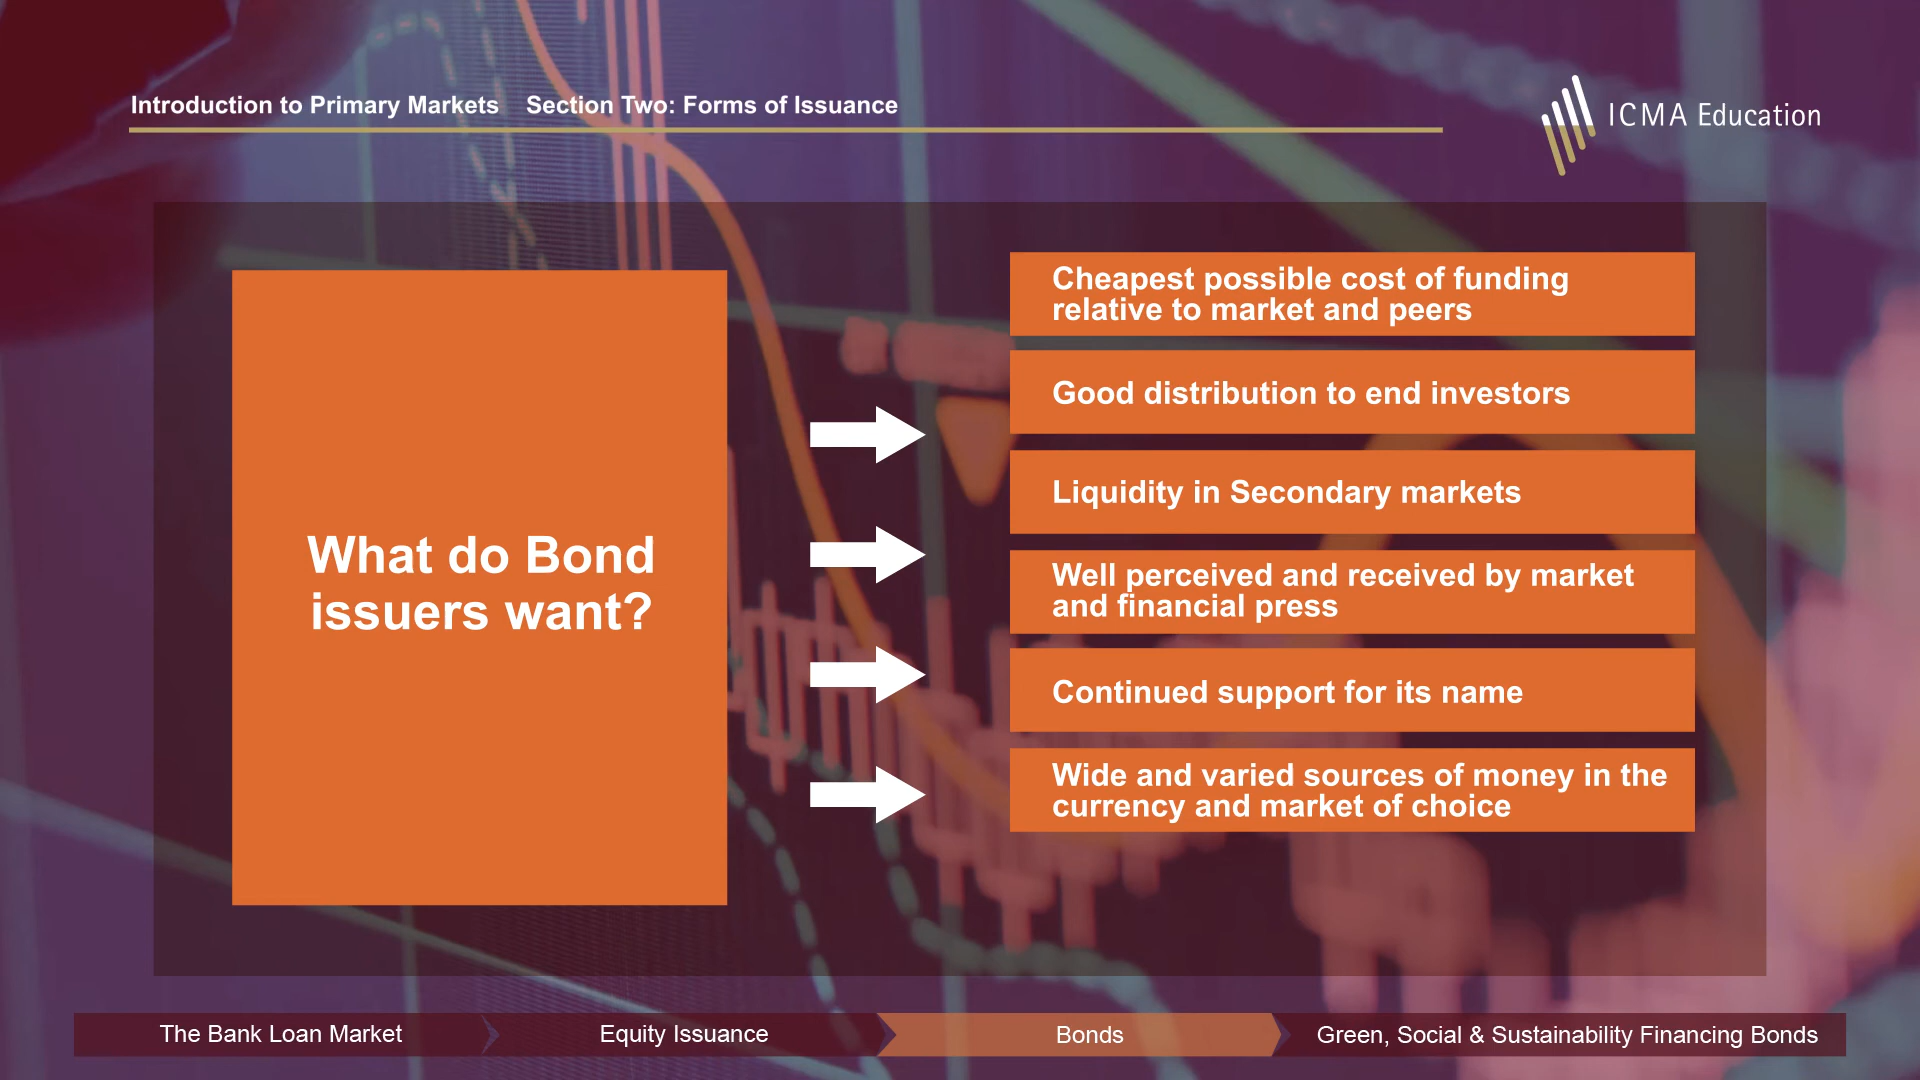 Introduction to Primary Markets Section Two: Forms of Issuance
ICMA Education
What do Bond
issuers want?
Cheapest possible cost of funding
relative to market and peers
Good distribution to end investors
Liquidity in Secondary markets
Well perceived and received by market
and financial press
Continued support for its name
Wide and varied sources of money in the
currency and market of choice
The Bank Loan Market
Equity Issuance
Bonds
Green, Social & Sustainability Financing Bonds